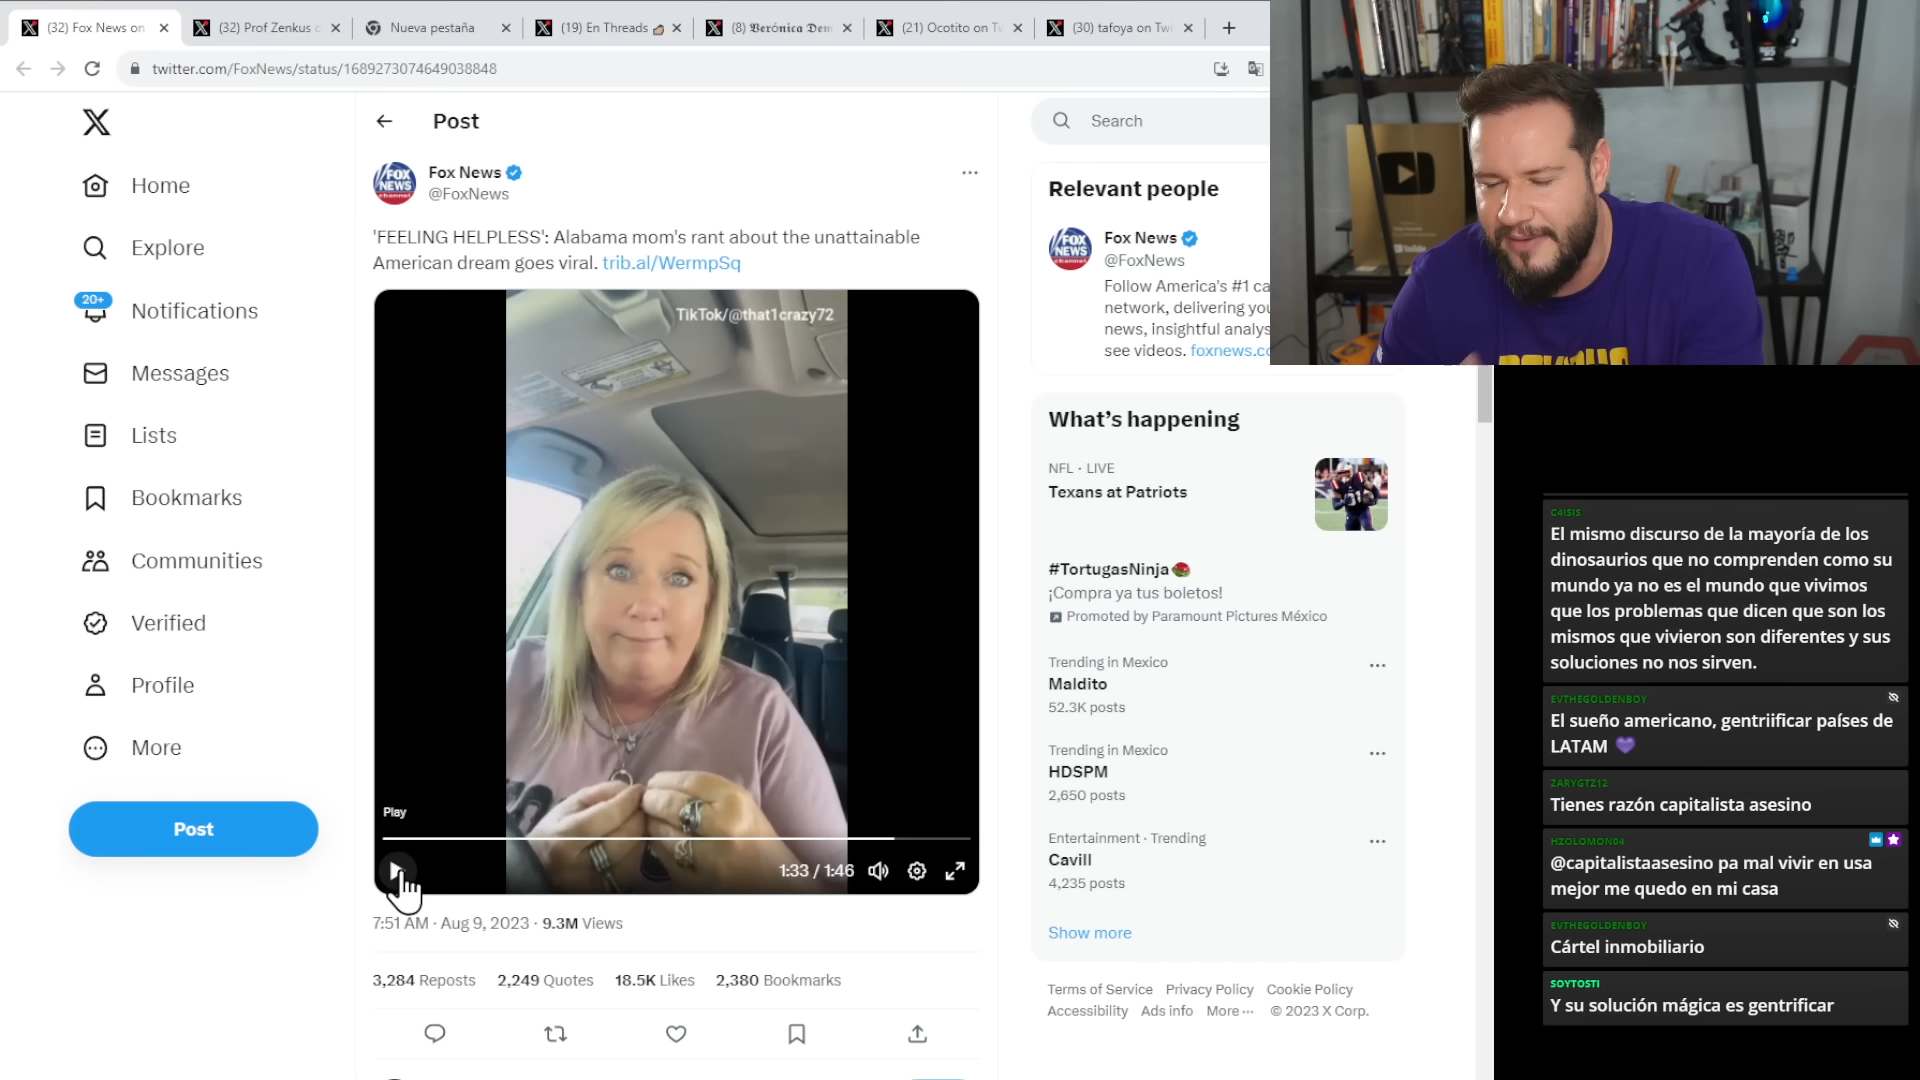 (32) Fox News on
(32) Prof Zenkus
Nueva pestaña
(19) En Threads
(8) 𝕭𝖊𝖗ó𝖓𝖎𝖈𝖆 𝕯𝖊𝖒
(21) Ocotito on Tw
(30) tafoya on Twi
twitter.com/FoxNews/status/1689273074649038848
Home
Explore
20+
Notifications
Messages
Lists
Bookmarks
Communities
Verified
Profile
More
Post
Post
Fox News
@FoxNews
'FEELING HELPLESS': Alabama mom's rant about the unattainable
American dream goes viral. trib.al/WermpSq
FOX
NEWS
channel
TikTok/@that1crazy72
Play
1:33 / 1:46
7:51 AM · Aug 9, 2023 · 9.3M Views
3,284 Reposts 2,249 Quotes 18.5K Likes 2,380 Bookmarks
Search
Relevant people
FOX
NEWS
channel
Fox News
@FoxNews
Follow America's #1 ca
network, delivering you
news, insightful analys
see videos. foxnews.co
What's happening
NFL · LIVE
Texans at Patriots
#TortugasNinja
¡Compra ya tus boletos!
Promoted by Paramount Pictures México
Trending in Mexico
Maldito
52.3K posts
Trending in Mexico
HDSPM
2,650 posts
Entertainment · Trending
Cavill
4,235 posts
Show more
Terms of Service Privacy Policy Cookie Policy
Accessibility Ads info More ··· © 2023 X Corp.
C4ISIS
El mismo discurso de la mayoría de los
dinosaurios que no comprenden como su
mundo ya no es el mundo que vivimos
que los problemas que dicen que son los
mismos que vivieron son diferentes y sus
soluciones no nos sirven.
EVTHEGOLDENBOY
El sueño americano, gentriificar países de
LATAM 💜
ZARYGTZ12
Tienes razón capitalista asesino
HZOLOMON04
@capitalistaasesino pa mal vivir en usa
mejor me quedo en mi casa
EVTHEGOLDENBOY
Cártel inmobiliario
SOYTOSTI
Y su solución mágica es gentrificar